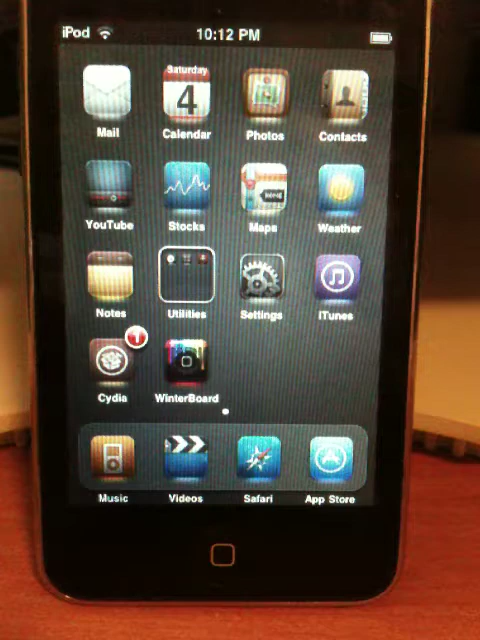 iPod 10:12 PM
Saturday
4
Mail Calendar Photos Contacts
YouTube Stocks Maps Weather
Notes Utilities Settings iTunes
1
Cydia WinterBoard
Music Videos Safari App Store